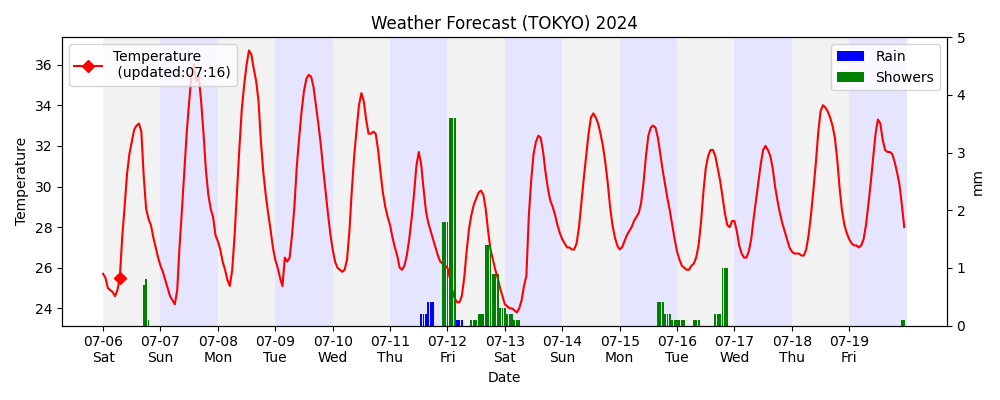 Weather Forecast (TOKYO) 2024
Temperature
(updated:07:16)
Rain
Showers
Temperature
36
34
32
30
28
26
24
5
4
3
2
1
0
mm
07-06 07-07 07-08 07-09 07-10 07-11 07-12 07-13 07-14 07-15 07-16 07-17 07-18 07-19
Sat Sun Mon Tue Wed Thu Fri Sat Sun Mon Tue Wed Thu Fri
Date